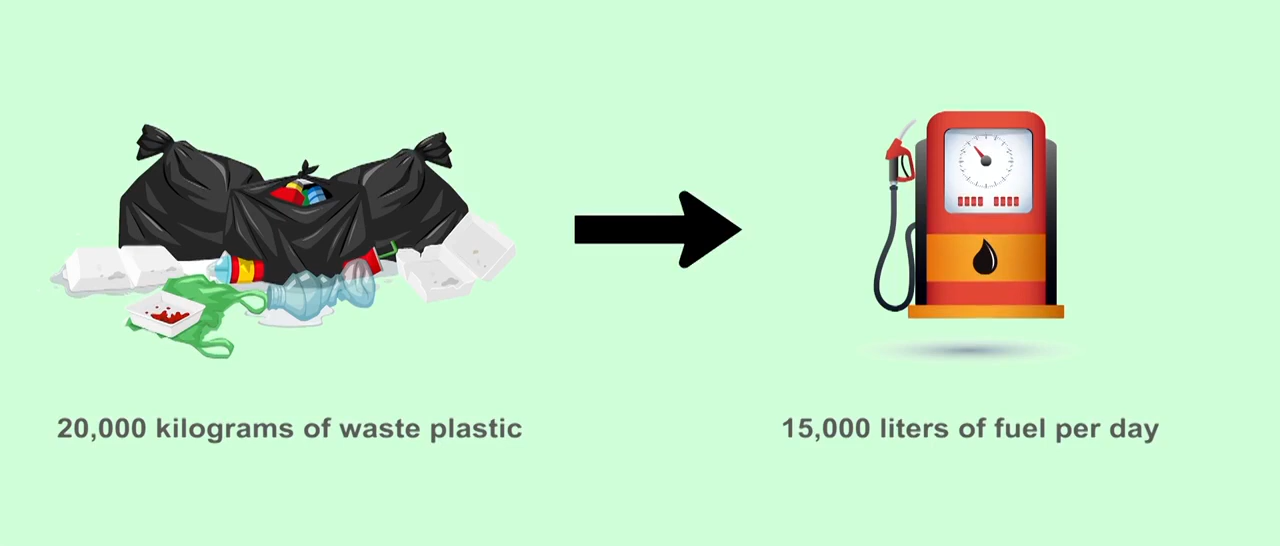 20,000 kilograms of waste plastic
15,000 liters of fuel per day